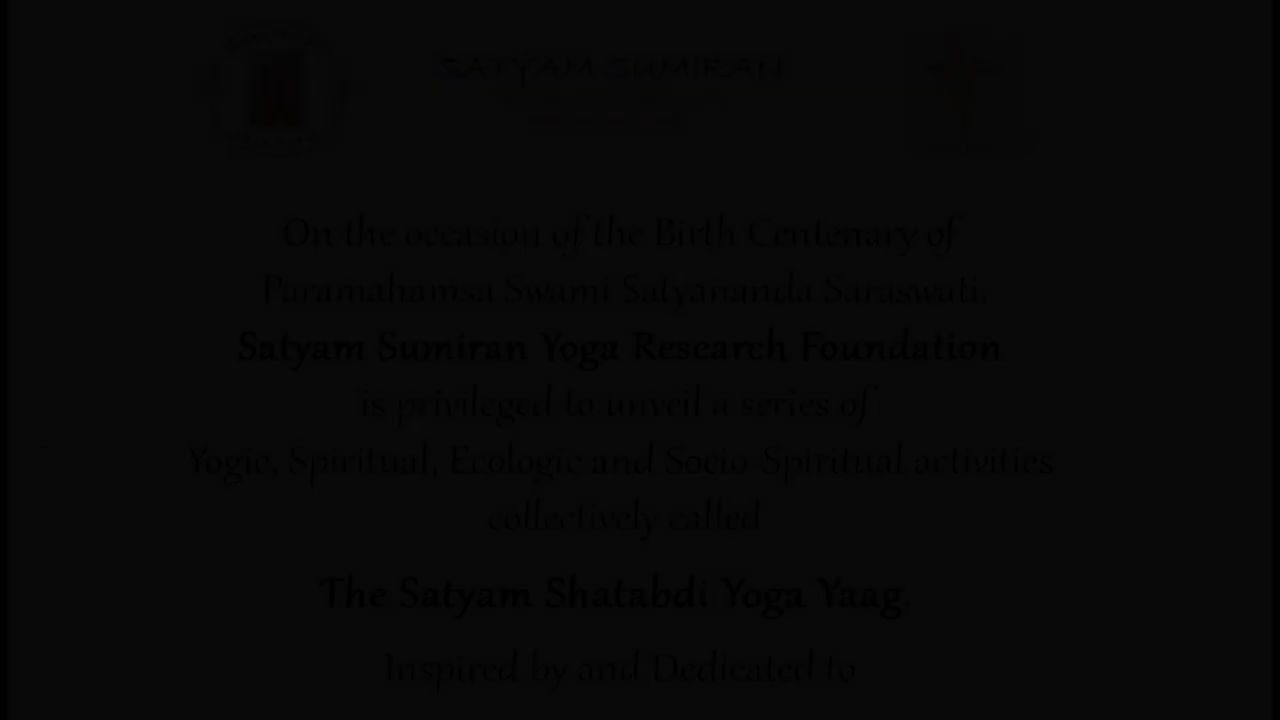 SATYAM SUMIRAN
On the occasion of the Birth Centenary of
Paramahamsa Swami Satyananda Saraswati,
Satyam Sumiran Yoga Research Foundation
is privileged to unveil a series of
Yogic, Spiritual, Ecologic and Socio-Spiritual activities
collectively called
The Satyam Shatabdi Yoga Yaag.
Inspired by and Dedicated to